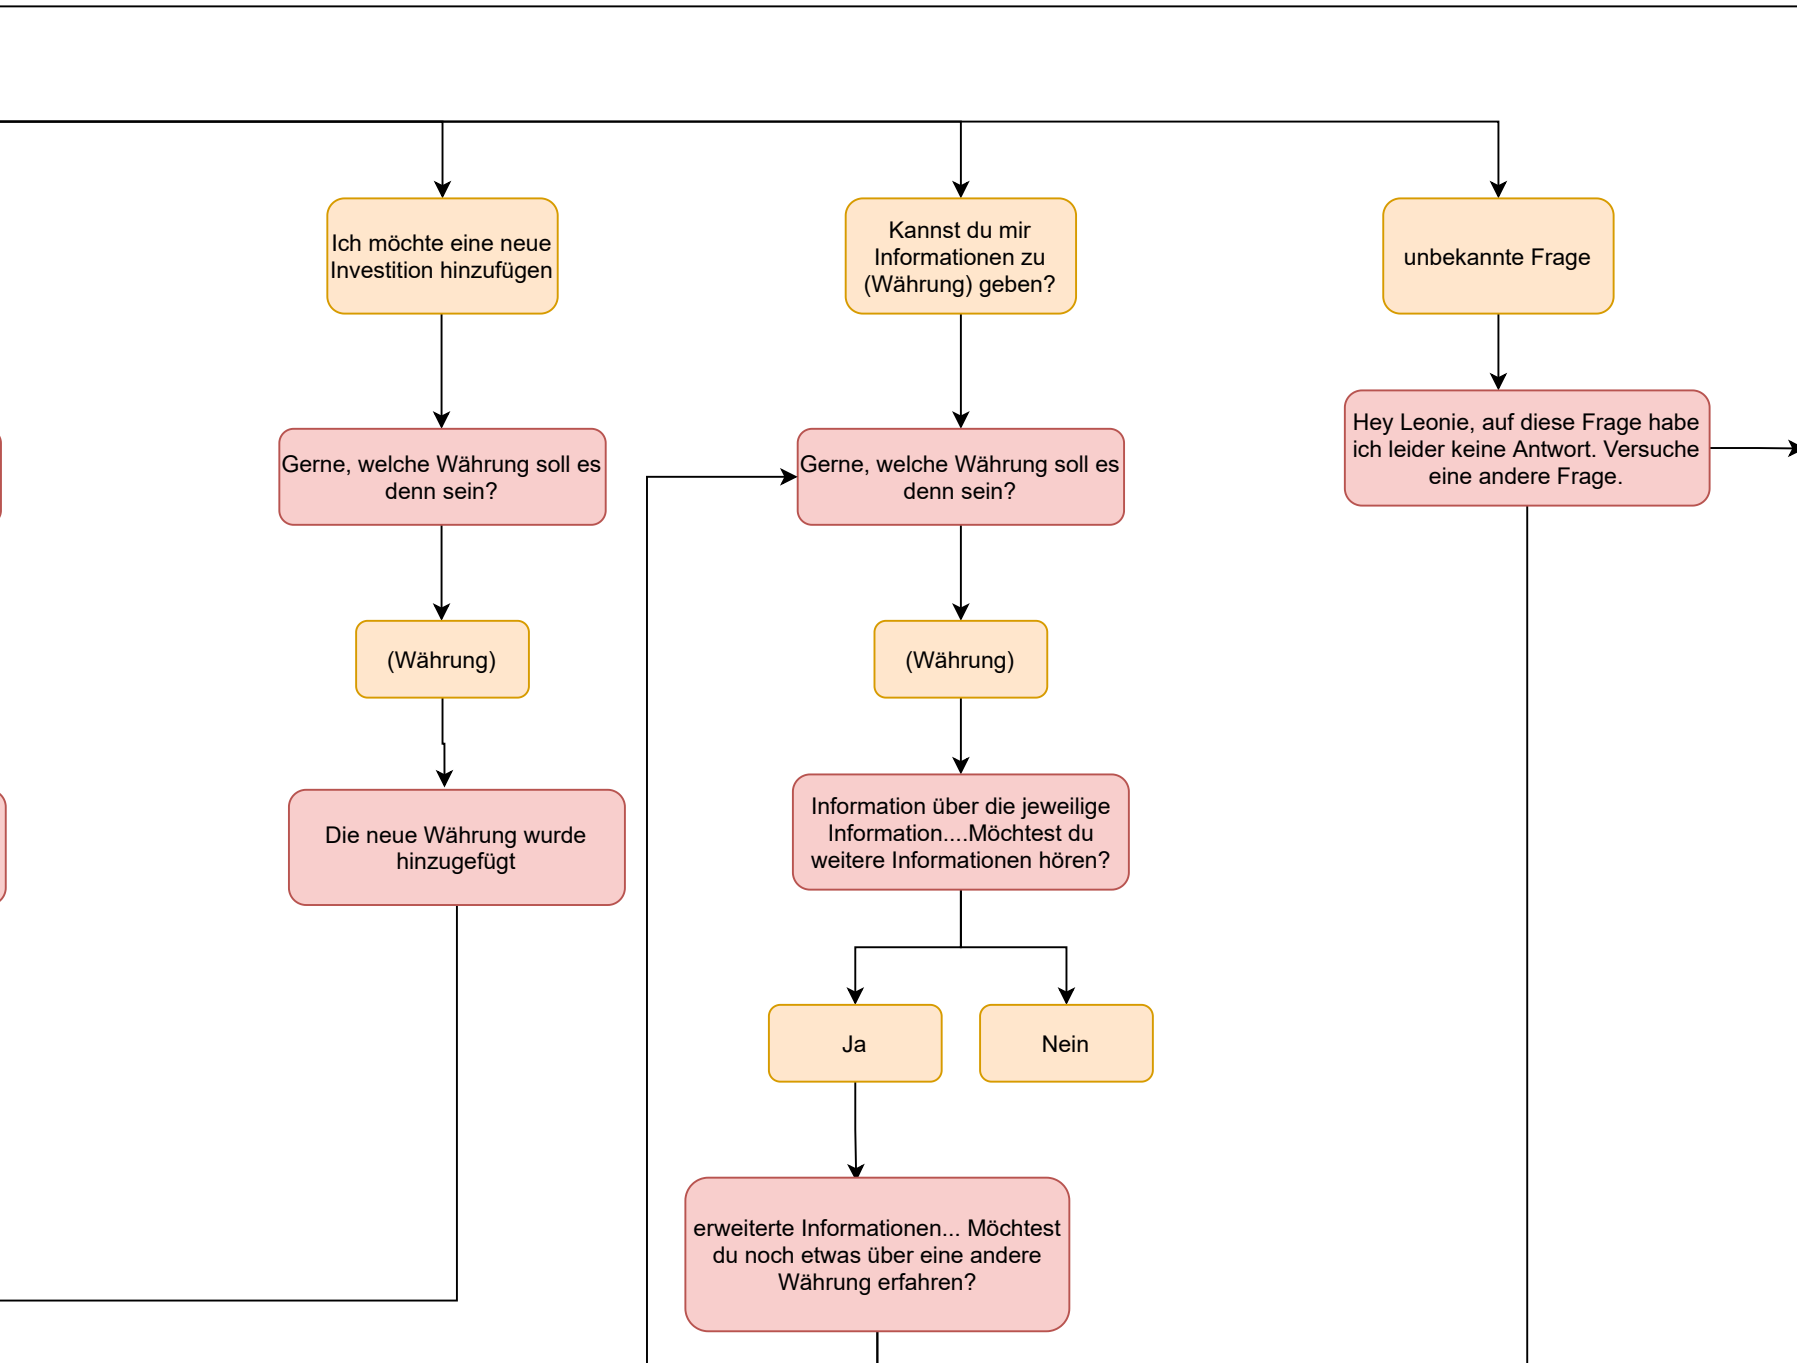 Ich möchte eine neue
Investition hinzufügen
Kannst du mir
Informationen zu
(Währung) geben?
unbekannte Frage
Gerne, welche Währung soll es
denn sein?
Gerne, welche Währung soll es
denn sein?
Hey Leonie, auf diese Frage habe
ich leider keine Antwort. Versuche
eine andere Frage.
(Währung)
(Währung)
Die neue Währung wurde
hinzugefügt
Information über die jeweilige
Information....Möchtest du
weitere Informationen hören?
Ja
Nein
erweiterte Informationen... Möchtest
du noch etwas über eine andere
Währung erfahren?